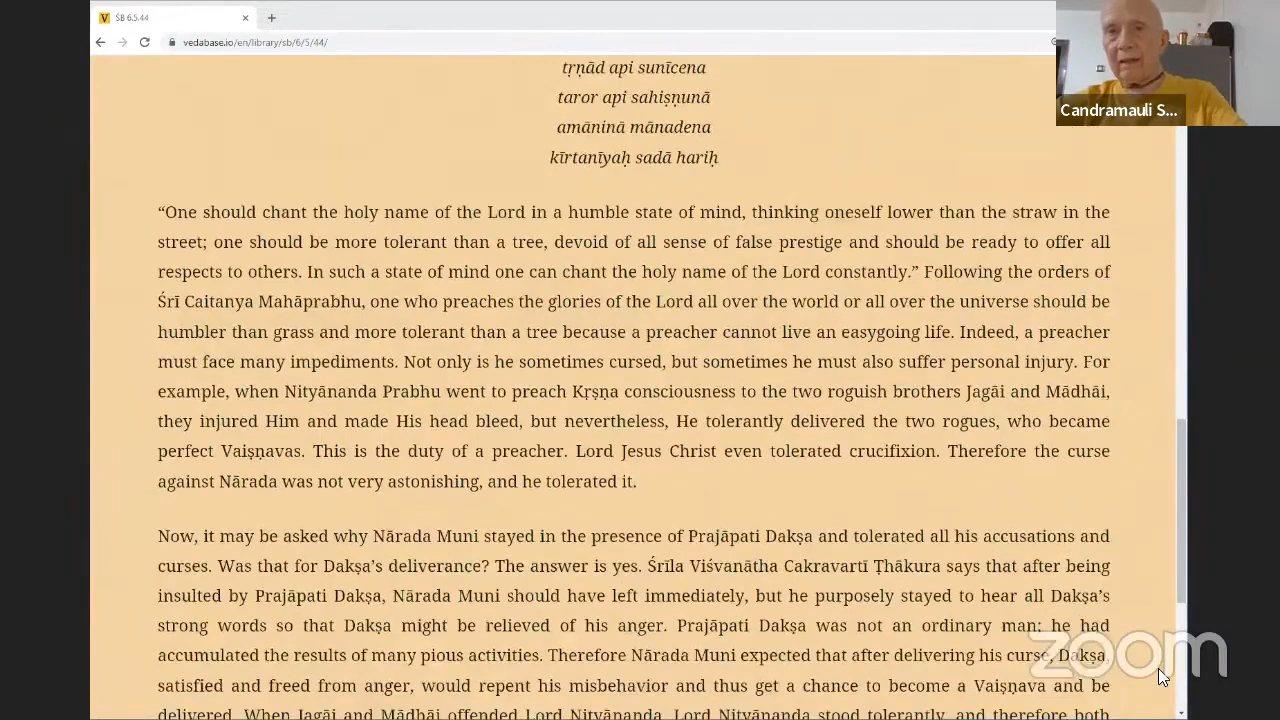 ŚB 6.5.44
vedabase.io/en/library/sb/6/5/44/
tṛṇād api sunīcena
taror api sahiṣṇunā
amāninā mānadena
kīrtanīyaḥ sadā hariḥ
Candramauli S...
“One should chant the holy name of the Lord in a humble state of mind, thinking oneself lower than the straw in the
street; one should be more tolerant than a tree, devoid of all sense of false prestige and should be ready to offer all
respects to others. In such a state of mind one can chant the holy name of the Lord constantly.” Following the orders of
Śrī Caitanya Mahāprabhu, one who preaches the glories of the Lord all over the world or all over the universe should be
humbler than grass and more tolerant than a tree because a preacher cannot live an easygoing life. Indeed, a preacher
must face many impediments. Not only is he sometimes cursed, but sometimes he must also suffer personal injury. For
example, when Nityānanda Prabhu went to preach Kṛṣṇa consciousness to the two roguish brothers Jagāi and Mādhāi,
they injured Him and made His head bleed, but nevertheless, He tolerantly delivered the two rogues, who became
perfect Vaiṣṇavas. This is the duty of a preacher. Lord Jesus Christ even tolerated crucifixion. Therefore the curse
against Nārada was not very astonishing, and he tolerated it.
Now, it may be asked why Nārada Muni stayed in the presence of Prajāpati Dakṣa and tolerated all his accusations and
curses. Was that for Dakṣa’s deliverance? The answer is yes. Śrīla Viśvanātha Cakravartī Ṭhākura says that after being
insulted by Prajāpati Dakṣa, Nārada Muni should have left immediately, but he purposely stayed to hear all Dakṣa’s
strong words so that Dakṣa might be relieved of his anger. Prajāpati Dakṣa was not an ordinary man; he had
accumulated the results of many pious activities. Therefore Nārada Muni expected that after delivering his curse, Dakṣa,
satisfied and freed from anger, would repent his misbehavior and thus get a chance to become a Vaiṣṇava and be
delivered. When Jagāi and Mādhāi offended Lord Nityānanda, Lord Nityānanda stood tolerantly, and therefore both
zoom